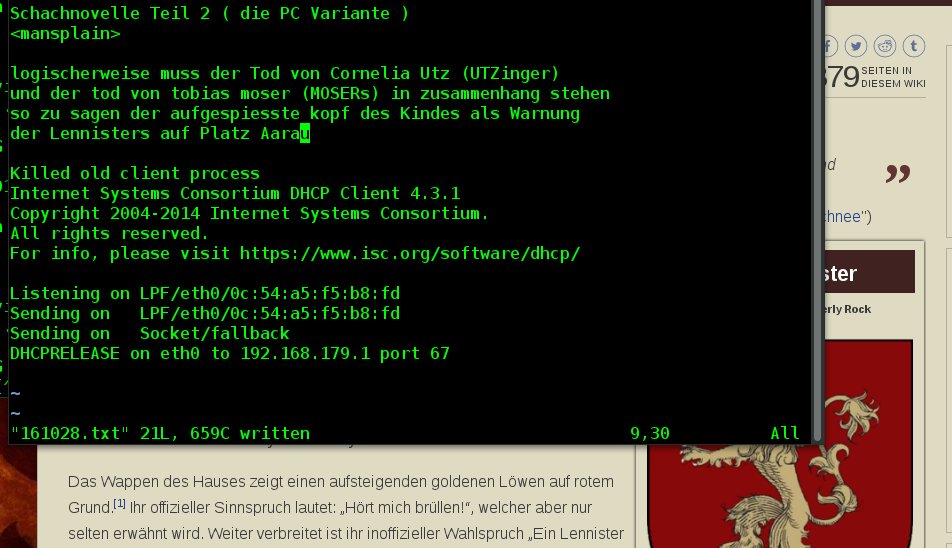 Schachnovelle Teil 2 ( die PC Variante )
<mansplain>
logischerweise muss der Tod von Cornelia Utz (UTZinger)
und der tod von tobias moser (MOSERs) in zusammenhang stehen
so zu sagen der aufgespiesste kopf des Kindes als Warnung
der Lennisters auf Platz Aarau
Killed old client process
Internet Systems Consortium DHCP Client 4.3.1
Copyright 2004-2014 Internet Systems Consortium.
All rights reserved.
For info, please visit https://www.isc.org/software/dhcp/
Listening on LPF/eth0/0c:54:a5:f5:b8:fd
Sending on   LPF/eth0/0c:54:a5:f5:b8:fd
Sending on   Socket/fallback
DHCPRELEASE on eth0 to 192.168.179.1 port 67
~
~
"161028.txt" 21L, 659C written 9,30 All
379 SEITEN IN
DIESEM WIKI
nd ”
chnee")
ster
erly Rock
Das Wappen des Hauses zeigt einen aufsteigenden goldenen Löwen auf rotem
Grund.[1] Ihr offizieller Sinnspruch lautet: „Hört mich brüllen!“, welcher aber nur
selten erwähnt wird. Weiter verbreitet ist ihr inoffizieller Wahlspruch „Ein Lennister